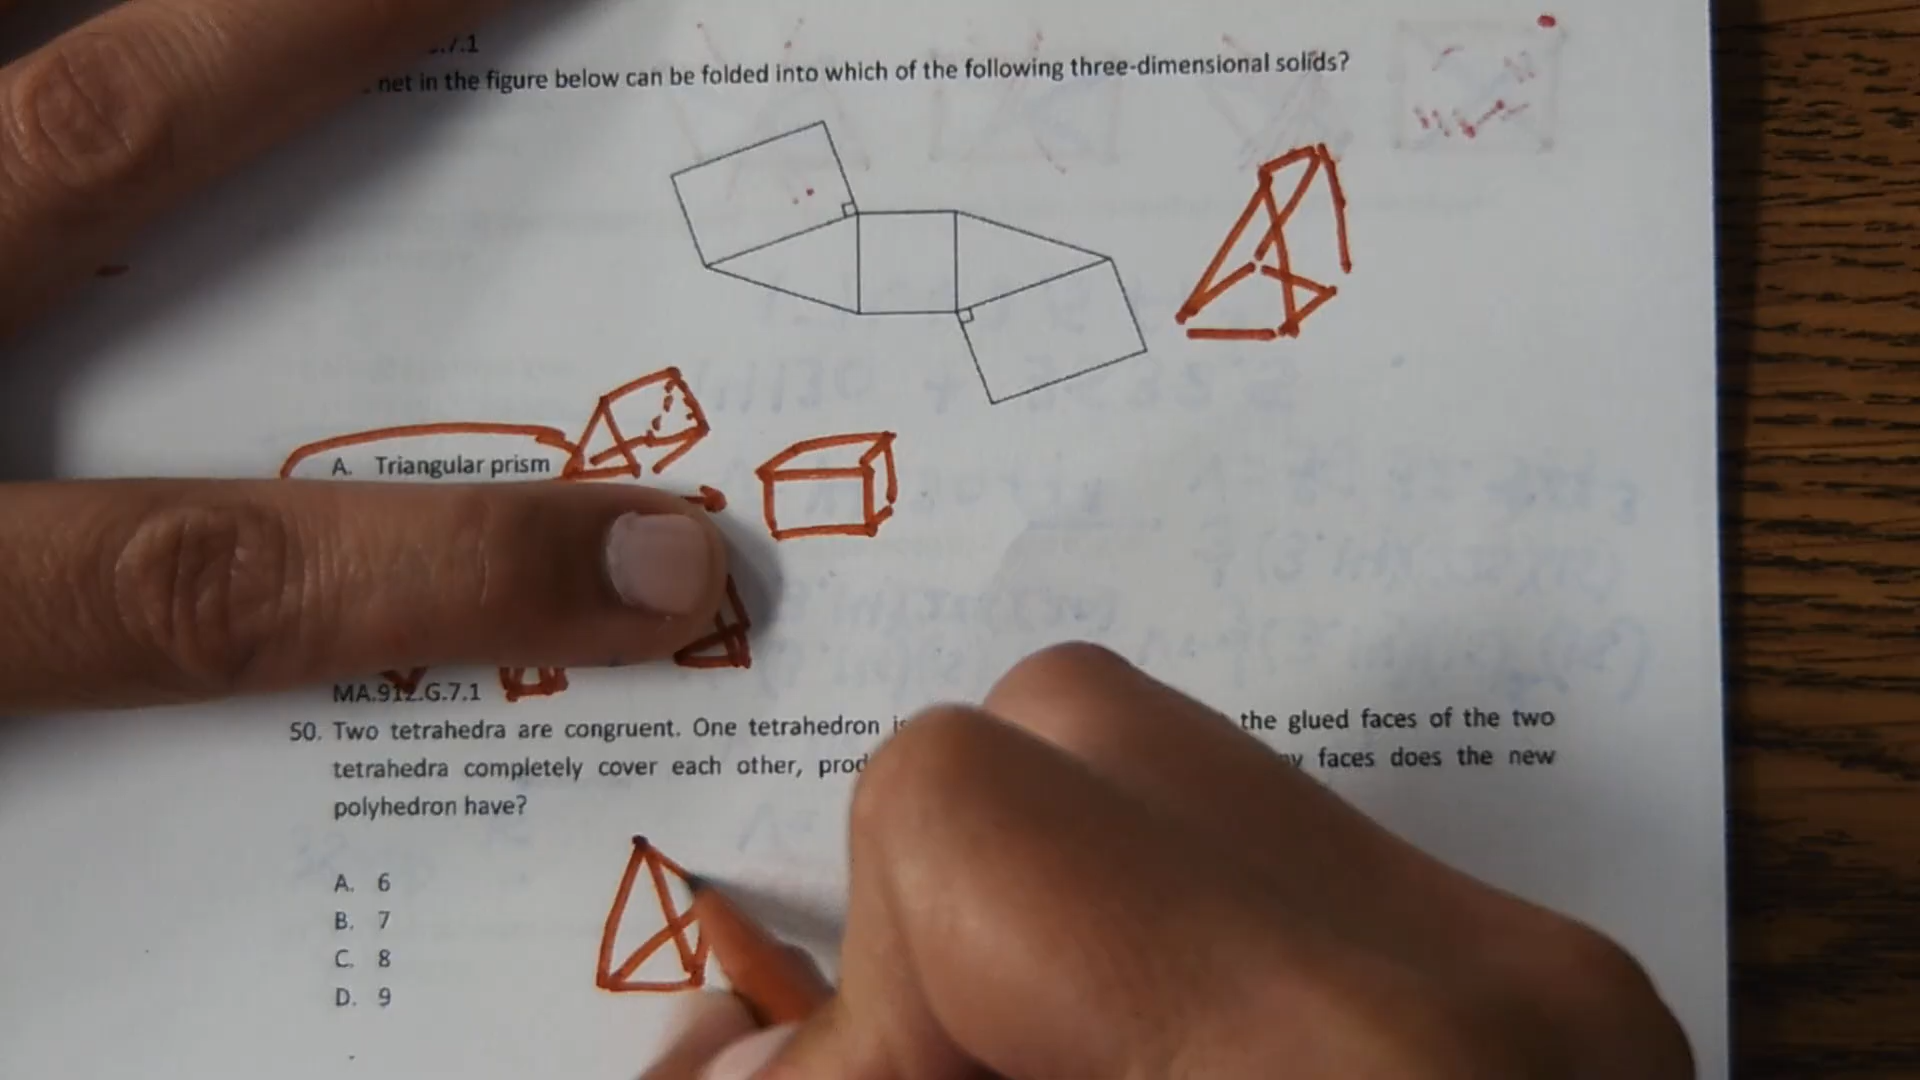 .7.1
net in the figure below can be folded into which of the following three-dimensional solids?
A. Triangular prism
MA.912.G.7.1
50. Two tetrahedra are congruent. One tetrahedron is the glued faces of the two
tetrahedra completely cover each other, faces does the new
polyhedron have?
A. 6
B. 7
C. 8
D. 9